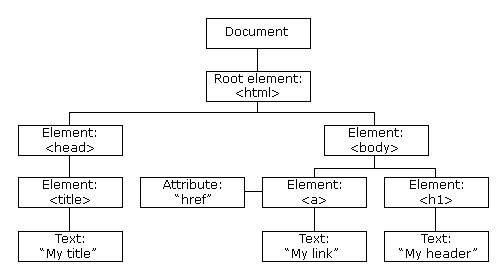 Document
Root element:
<html>
Element:
<head>
Element:
<body>
Element:
<title>
Attribute:
“href”
Element:
<a>
Element:
<h1>
Text:
“My title”
Text:
“My link”
Text:
“My header”